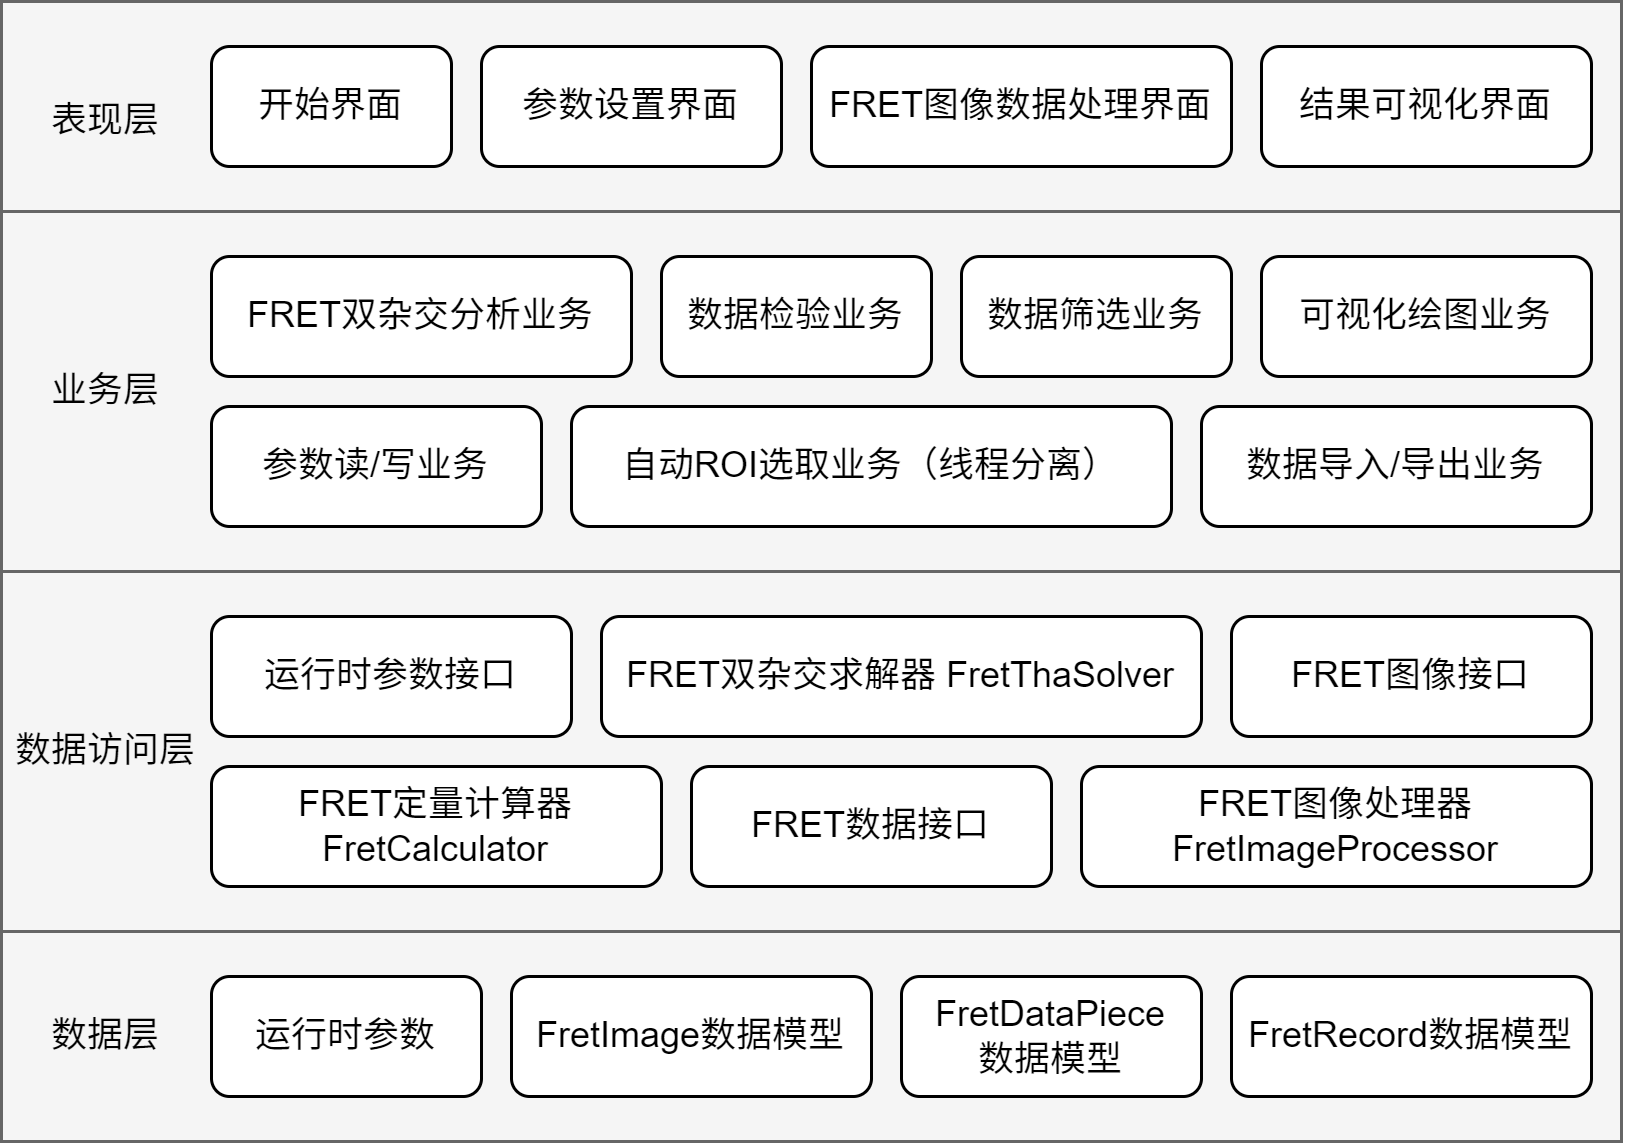 表现层
开始界面
参数设置界面
FRET图像数据处理界面
结果可视化界面
业务层
FRET双杂交分析业务
数据检验业务
数据筛选业务
可视化绘图业务
参数读/写业务
自动ROI选取业务（线程分离）
数据导入/导出业务
数据访问层
运行时参数接口
FRET双杂交求解器 FretThaSolver
FRET图像接口
FRET定量计算器
FretCalculator
FRET数据接口
FRET图像处理器
FretImageProcessor
数据层
运行时参数
FretImage数据模型
FretDataPiece
数据模型
FretRecord数据模型